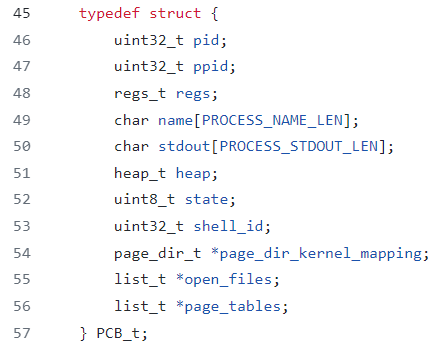 45 typedef struct {
46 uint32_t pid;
47 uint32_t ppid;
48 regs_t regs;
49 char name[PROCESS_NAME_LEN];
50 char stdout[PROCESS_STDOUT_LEN];
51 heap_t heap;
52 uint8_t state;
53 uint32_t shell_id;
54 page_dir_t *page_dir_kernel_mapping;
55 list_t *open_files;
56 list_t *page_tables;
57 } PCB_t;